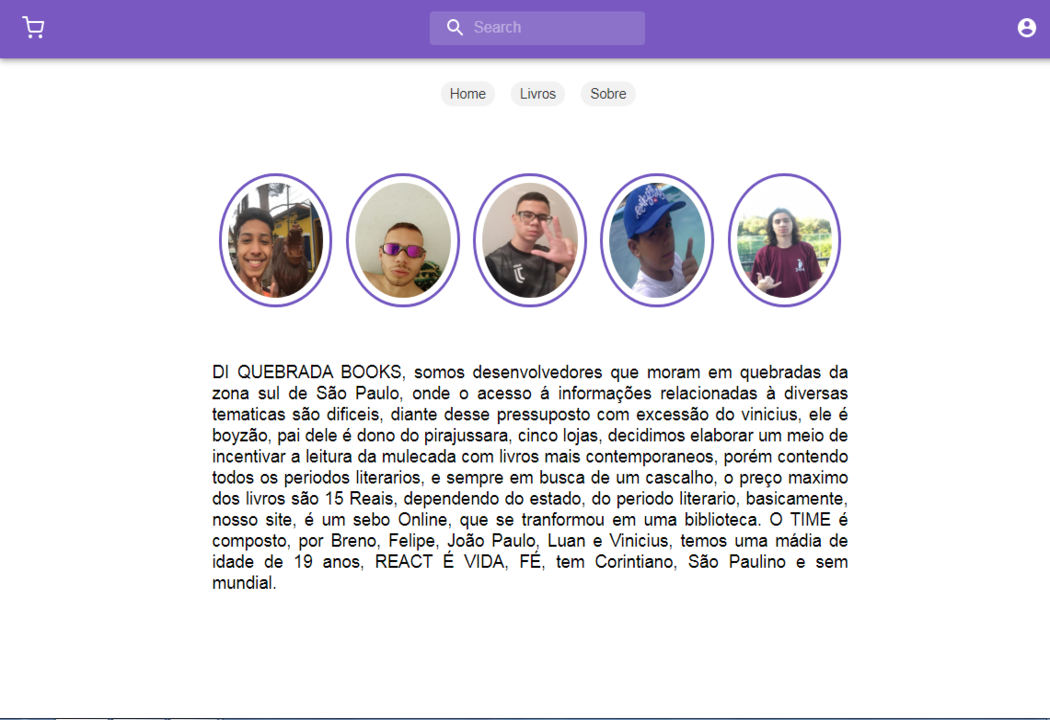 Search
Home Livros Sobre
DI QUEBRADA BOOKS, somos desenvolvedores que moram em quebradas da
zona sul de São Paulo, onde o acesso á informações relacionadas à diversas
tematicas são dificeis, diante desse pressuposto com excessão do vinicius, ele é
boyzão, pai dele é dono do pirajussara, cinco lojas, decidimos elaborar um meio de
incentivar a leitura da mulecada com livros mais contemporaneos, porém contendo
todos os periodos literarios, e sempre em busca de um cascalho, o preço maximo
dos livros são 15 Reais, dependendo do estado, do periodo literario, basicamente,
nosso site, é um sebo Online, que se tranformou em uma biblioteca. O TIME é
composto, por Breno, Felipe, João Paulo, Luan e Vinicius, temos uma mádia de
idade de 19 anos, REACT É VIDA, FÉ, tem Corintiano, São Paulino e sem
mundial.